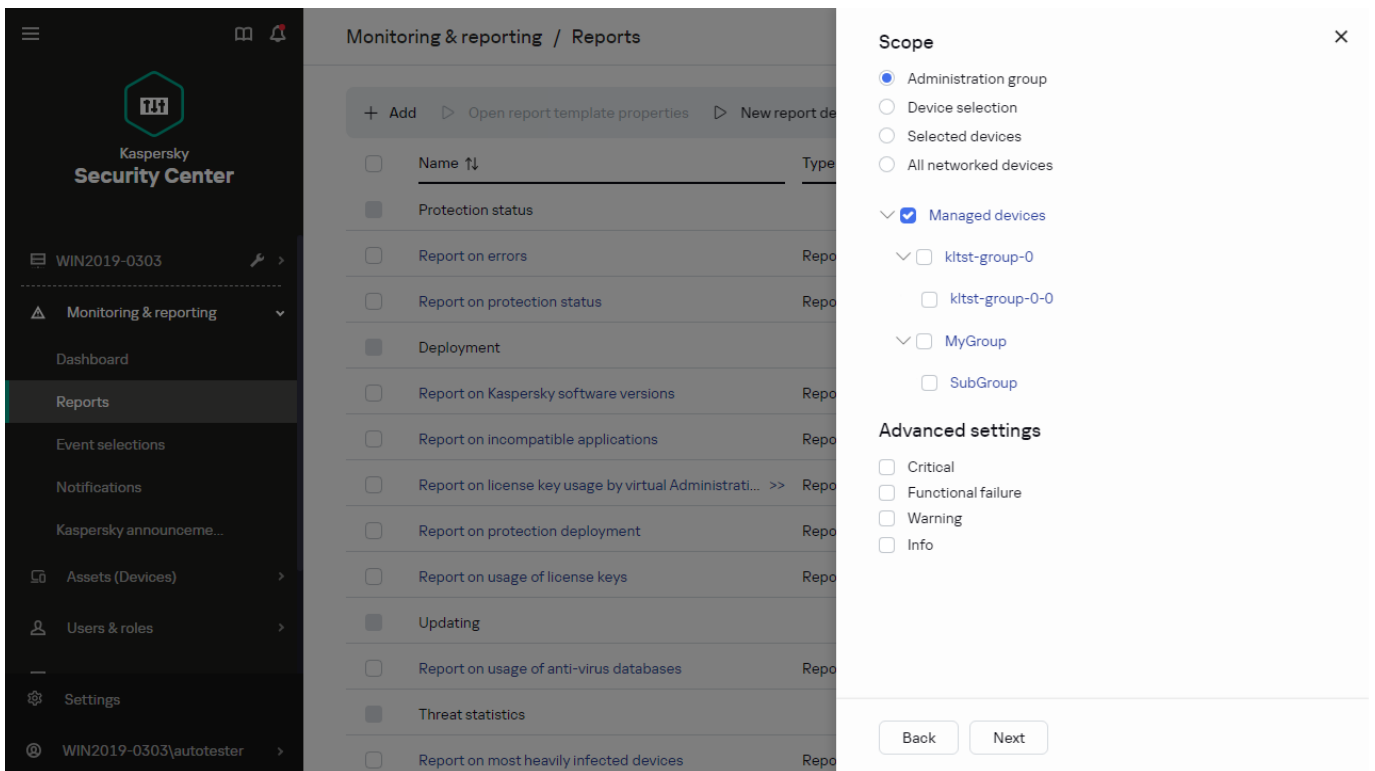 Kaspersky
Security Center
WIN2019-0303
Monitoring & reporting
Dashboard
Reports
Event selections
Notifications
Kaspersky announceme...
Assets (Devices)
Users & roles
Settings
WIN2019-0303\autotester
Monitoring & reporting / Reports
+ Add
Open report template properties
New report de
Name
Type
Protection status
Report on errors
Repo
Report on protection status
Repo
Deployment
Report on Kaspersky software versions
Repo
Report on incompatible applications
Repo
Report on license key usage by virtual Administrati... >>
Repo
Report on protection deployment
Repo
Report on usage of license keys
Repo
Updating
Report on usage of anti-virus databases
Repo
Threat statistics
Report on most heavily infected devices
Repo
Scope
Administration group
Device selection
Selected devices
All networked devices
Managed devices
kltst-group-0
kltst-group-0-0
MyGroup
SubGroup
Advanced settings
Critical
Functional failure
Warning
Info
Back
Next